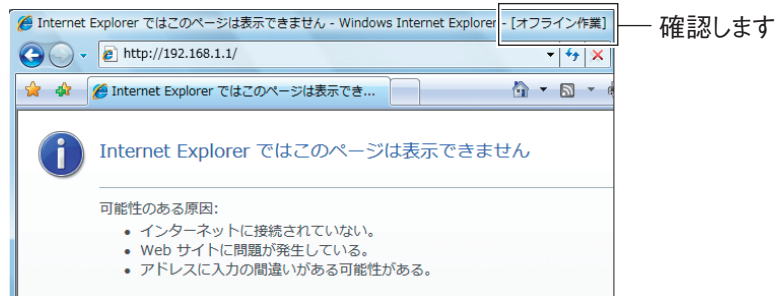 Internet Explorer ではこのページは表示できません - Windows Internet Explorer - [オフライン作業]
確認します
http://192.168.1.1/
Internet Explorer ではこのページは表示でき...
Internet Explorer ではこのページは表示できません
可能性のある原因:
• インターネットに接続されていない。
• Web サイトに問題が発生している。
• アドレスに入力の間違いがある可能性がある。